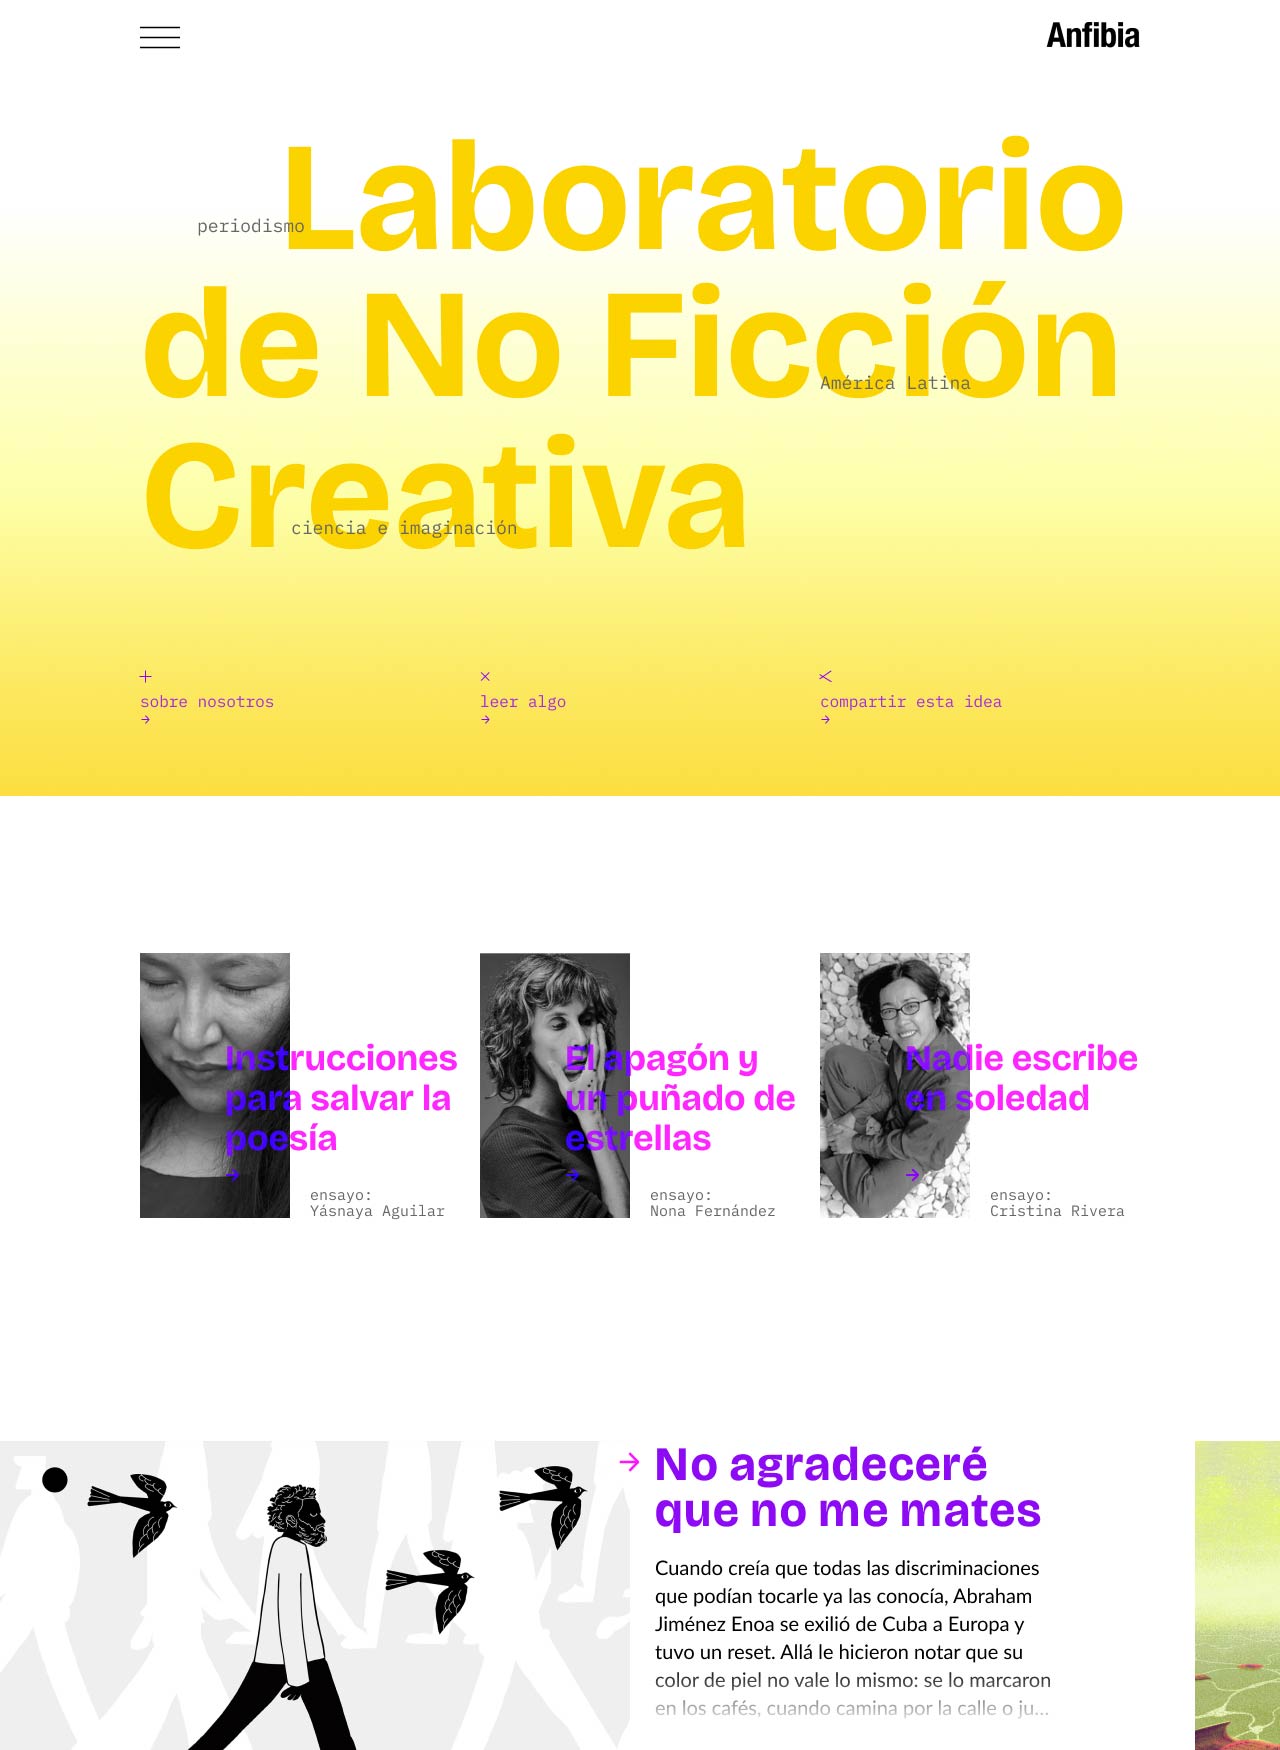 Anfibia
Laboratorio
periodismo
de No Ficción
América Latina
Creativa
ciencia e imaginación
sobre nosotros
→
leer algo
→
compartir esta idea
→
Instrucciones
para salvar la
poesía
→
ensayo:
Yásnaya Aguilar
El apagón y
un puñado de
estrellas
→
ensayo:
Nona Fernández
Nadie escribe
en soledad
→
ensayo:
Cristina Rivera
→ No agradeceré
que no me mates
Cuando creía que todas las discriminaciones
que podían tocarle ya las conocía, Abraham
Jiménez Enoa se exilió de Cuba a Europa y
tuvo un reset. Allá le hicieron notar que su
color de piel no vale lo mismo: se lo marcaron
en los cafés, cuando camina por la calle o ju...